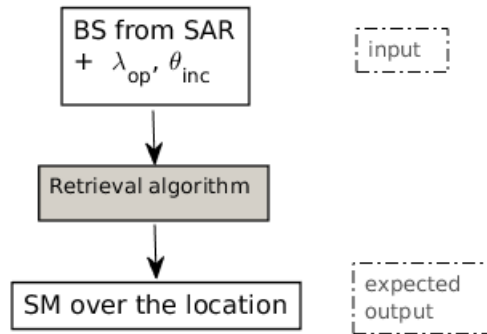 BS from SAR
+ λop, θinc
input
Retrieval algorithm
SM over the location
expected
output